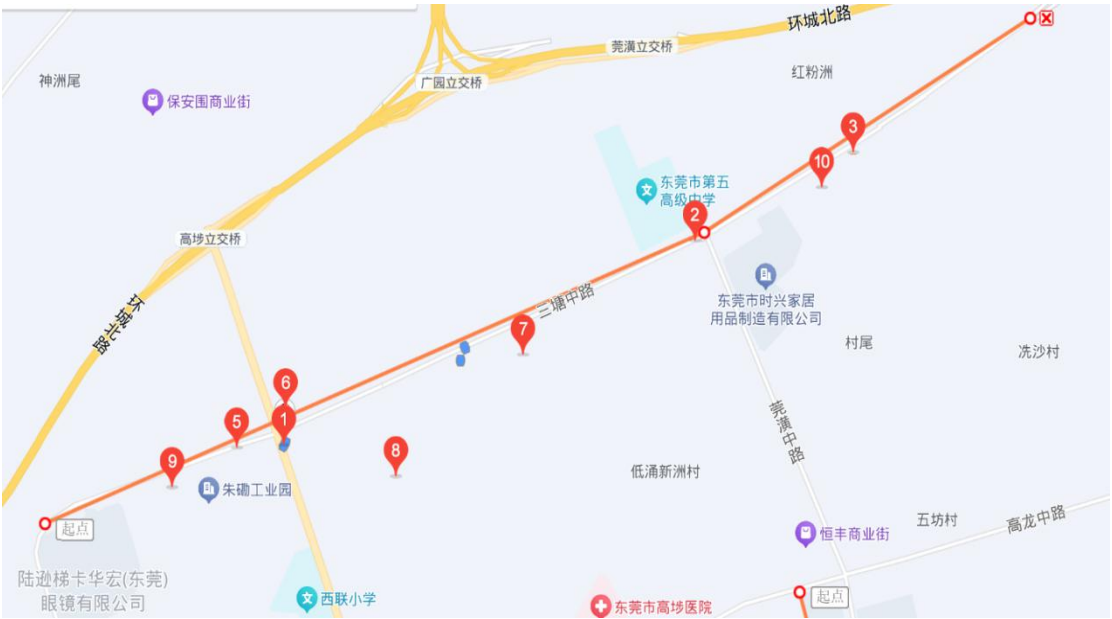 环城北路
莞潢立交桥
红粉洲
神洲尾
广园立交桥
保安围商业街
3
10
东莞市第五
高级中学
2
高埗立交桥
东莞市时兴家居
用品制造有限公司
三塘中路
环城北路
7
村尾
冼沙村
6
5
1
莞潢中路
8
9
低涌新洲村
朱磡工业园
起点
五坊村
高龙中路
恒丰商业街
陆逊梯卡华宏(东莞)
眼镜有限公司
西联小学
东莞市高埗医院
起点